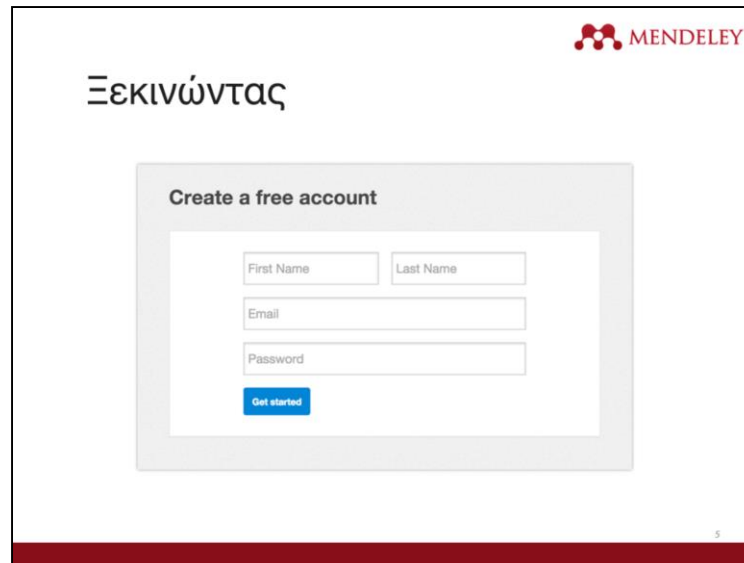 MENDELEY
Ξεκινώντας
Create a free account
First Name Last Name
Email
Password
Get started
5